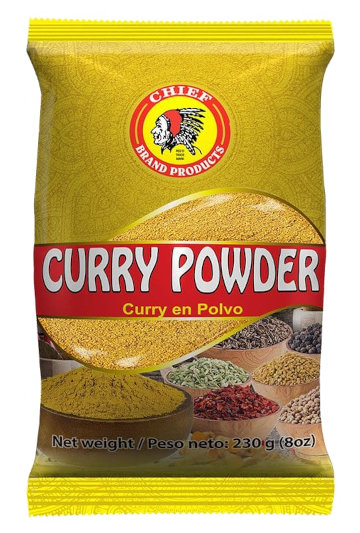 CHIEF
BRAND PRODUCTS
CURRY POWDER
Curry en Polvo
Net weight / Peso neto: 230 g (8oz)